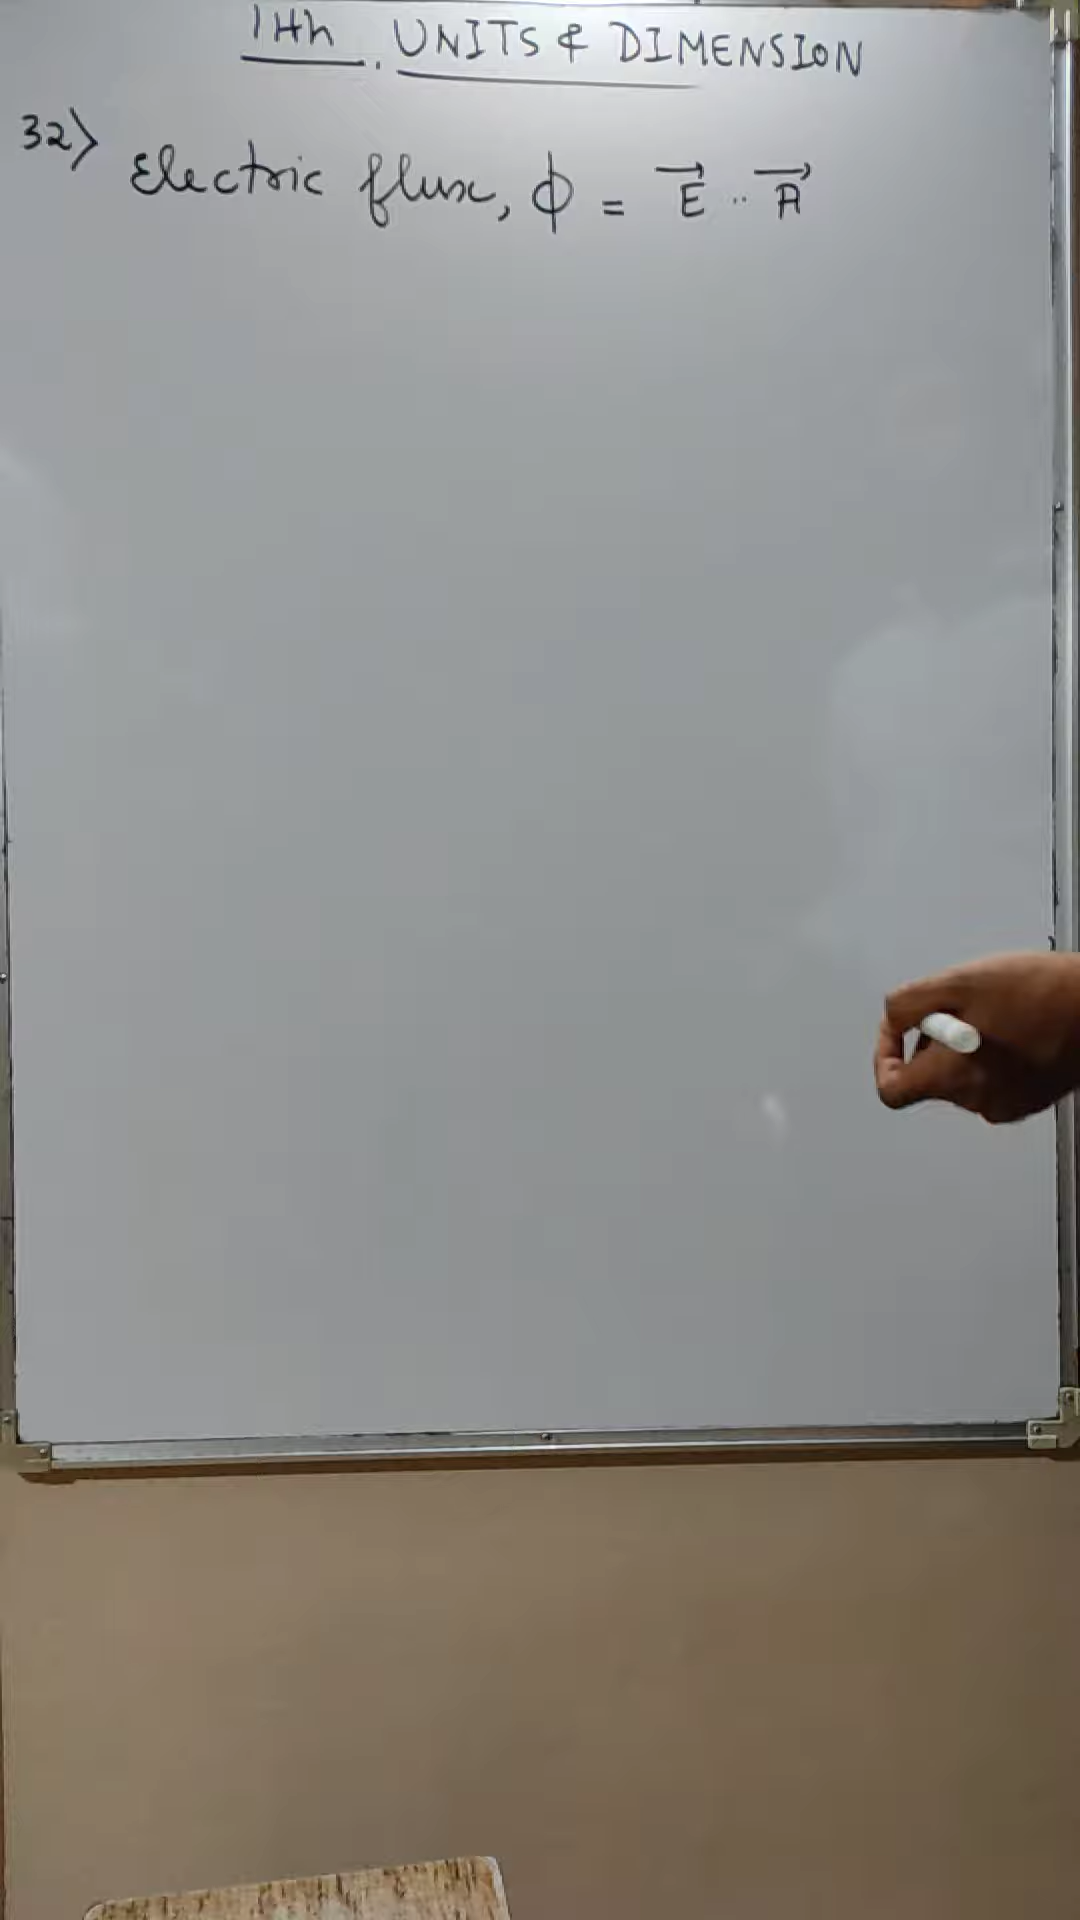 11th. UNITS & DIMENSION
32) Electric flux, ϕ = E⃗ . A⃗